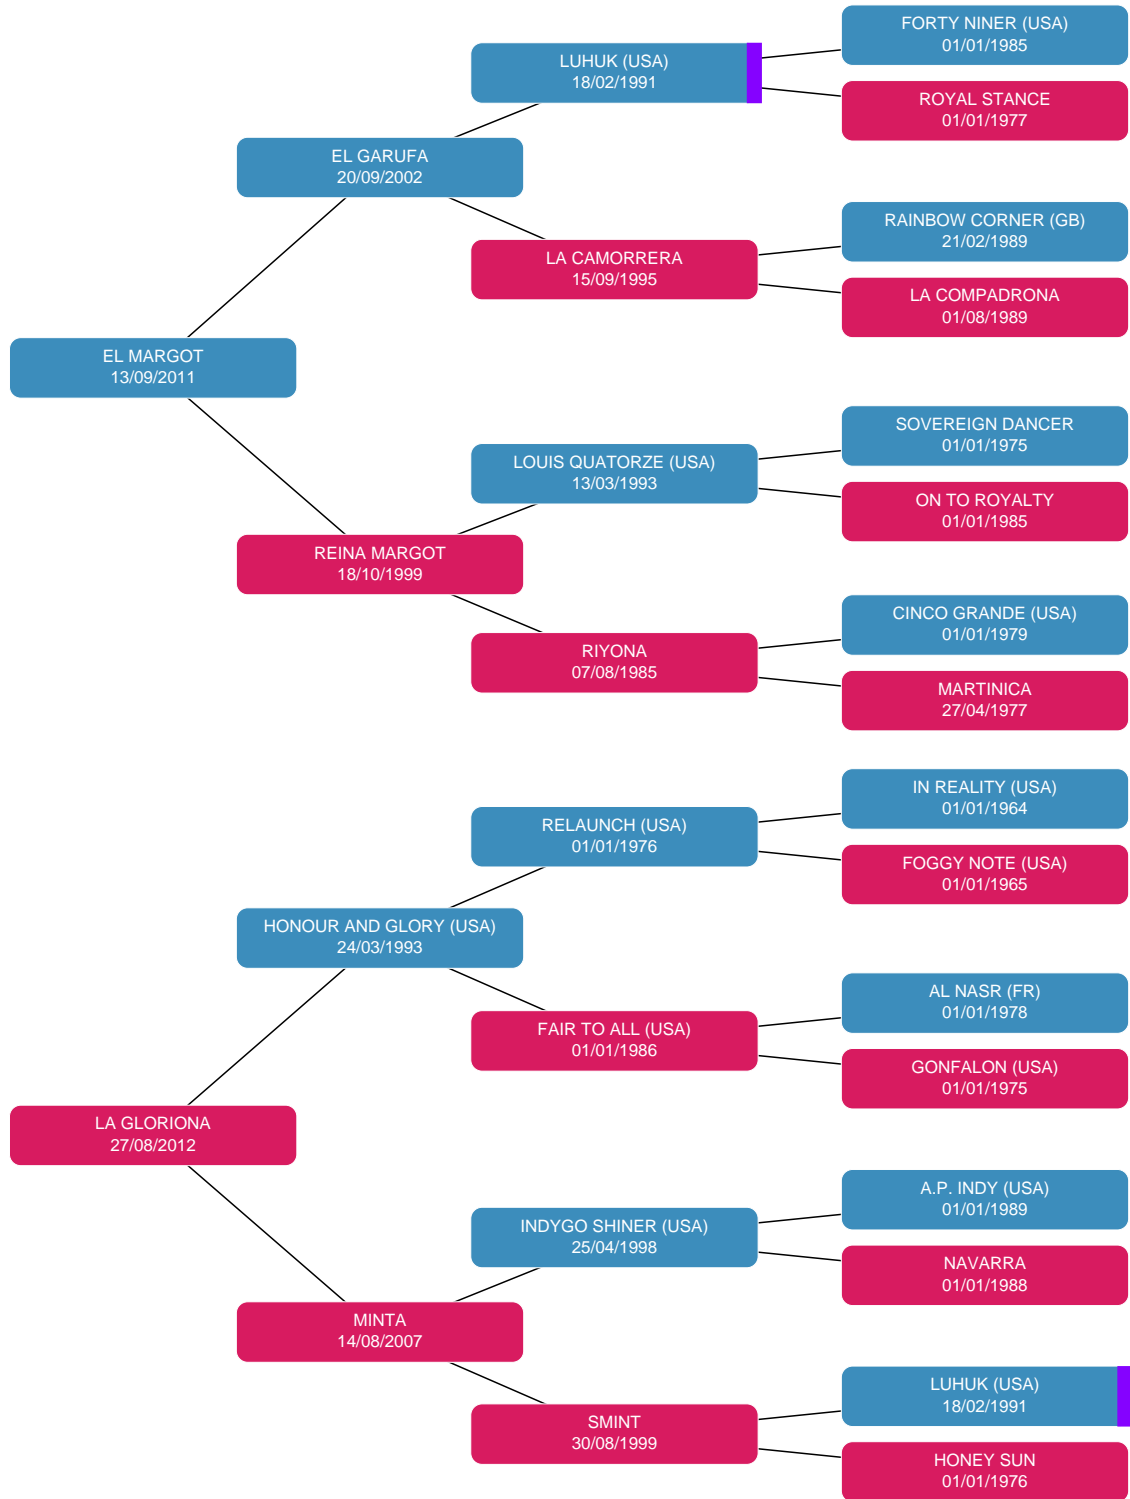 FORTY NINER (USA)
01/01/1985
LUHUK (USA)
18/02/1991
ROYAL STANCE
01/01/1977
EL GARUFA
20/09/2002
RAINBOW CORNER (GB)
21/02/1989
LA CAMORRERA
15/09/1995
LA COMPADRONA
01/08/1989
EL MARGOT
13/09/2011
SOVEREIGN DANCER
01/01/1975
LOUIS QUATORZE (USA)
13/03/1993
ON TO ROYALTY
01/01/1985
REINA MARGOT
18/10/1999
CINCO GRANDE (USA)
01/01/1979
RIYONA
07/08/1985
MARTINICA
27/04/1977
IN REALITY (USA)
01/01/1964
RELAUNCH (USA)
01/01/1976
FOGGY NOTE (USA)
01/01/1965
HONOUR AND GLORY (USA)
24/03/1993
AL NASR (FR)
01/01/1978
FAIR TO ALL (USA)
01/01/1986
GONFALON (USA)
01/01/1975
LA GLORIONA
27/08/2012
A.P. INDY (USA)
01/01/1989
INDYGO SHINER (USA)
25/04/1998
NAVARRA
01/01/1988
MINTA
14/08/2007
LUHUK (USA)
18/02/1991
SMINT
30/08/1999
HONEY SUN
01/01/1976